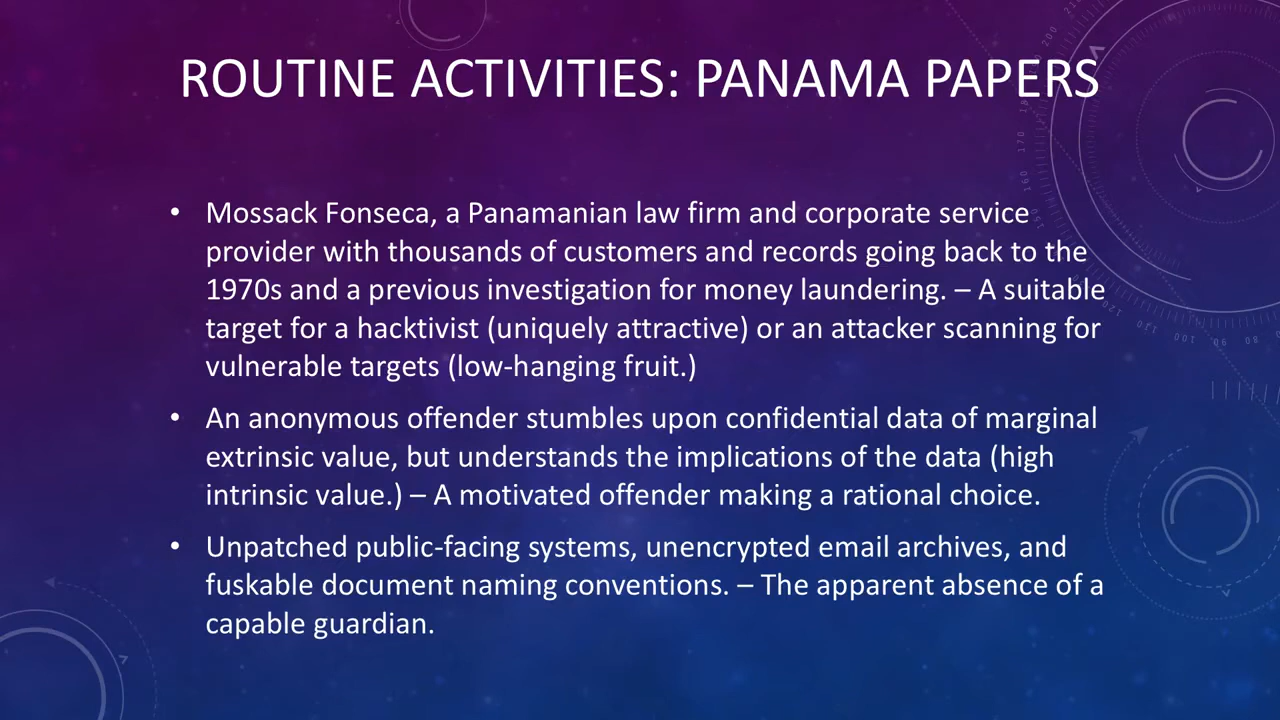 ROUTINE ACTIVITIES: PANAMA PAPERS
• Mossack Fonseca, a Panamanian law firm and corporate service
provider with thousands of customers and records going back to the
1970s and a previous investigation for money laundering. – A suitable
target for a hacktivist (uniquely attractive) or an attacker scanning for
vulnerable targets (low-hanging fruit.)
• An anonymous offender stumbles upon confidential data of marginal
extrinsic value, but understands the implications of the data (high
intrinsic value.) – A motivated offender making a rational choice.
• Unpatched public-facing systems, unencrypted email archives, and
fuskable document naming conventions. – The apparent absence of a
capable guardian.